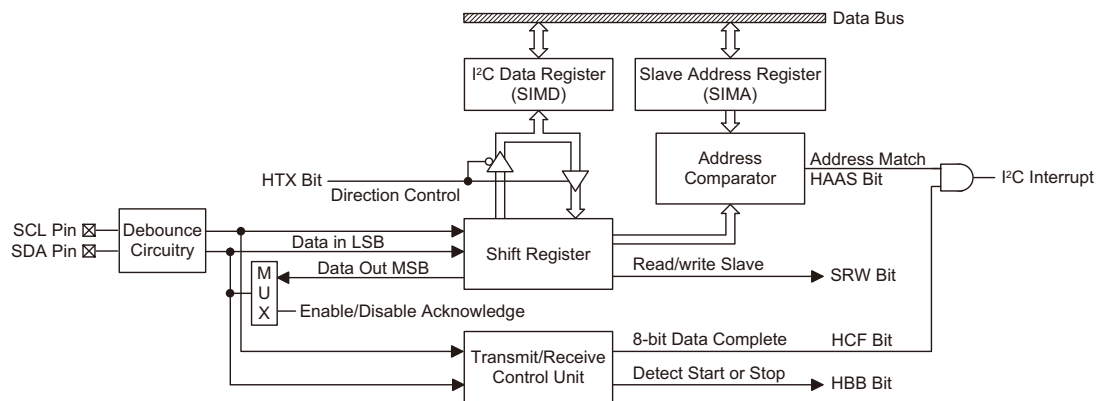 Data Bus
I²C Data Register
(SIMD)
Slave Address Register
(SIMA)
HTX Bit
Direction Control
Address
Comparator
Address Match
HAAS Bit
I²C Interrupt
SCL Pin
SDA Pin
Debounce
Circuitry
Data in LSB
Shift Register
Data Out MSB
Read/write Slave
SRW Bit
M
U
X
Enable/Disable Acknowledge
Transmit/Receive
Control Unit
8-bit Data Complete
HCF Bit
Detect Start or Stop
HBB Bit